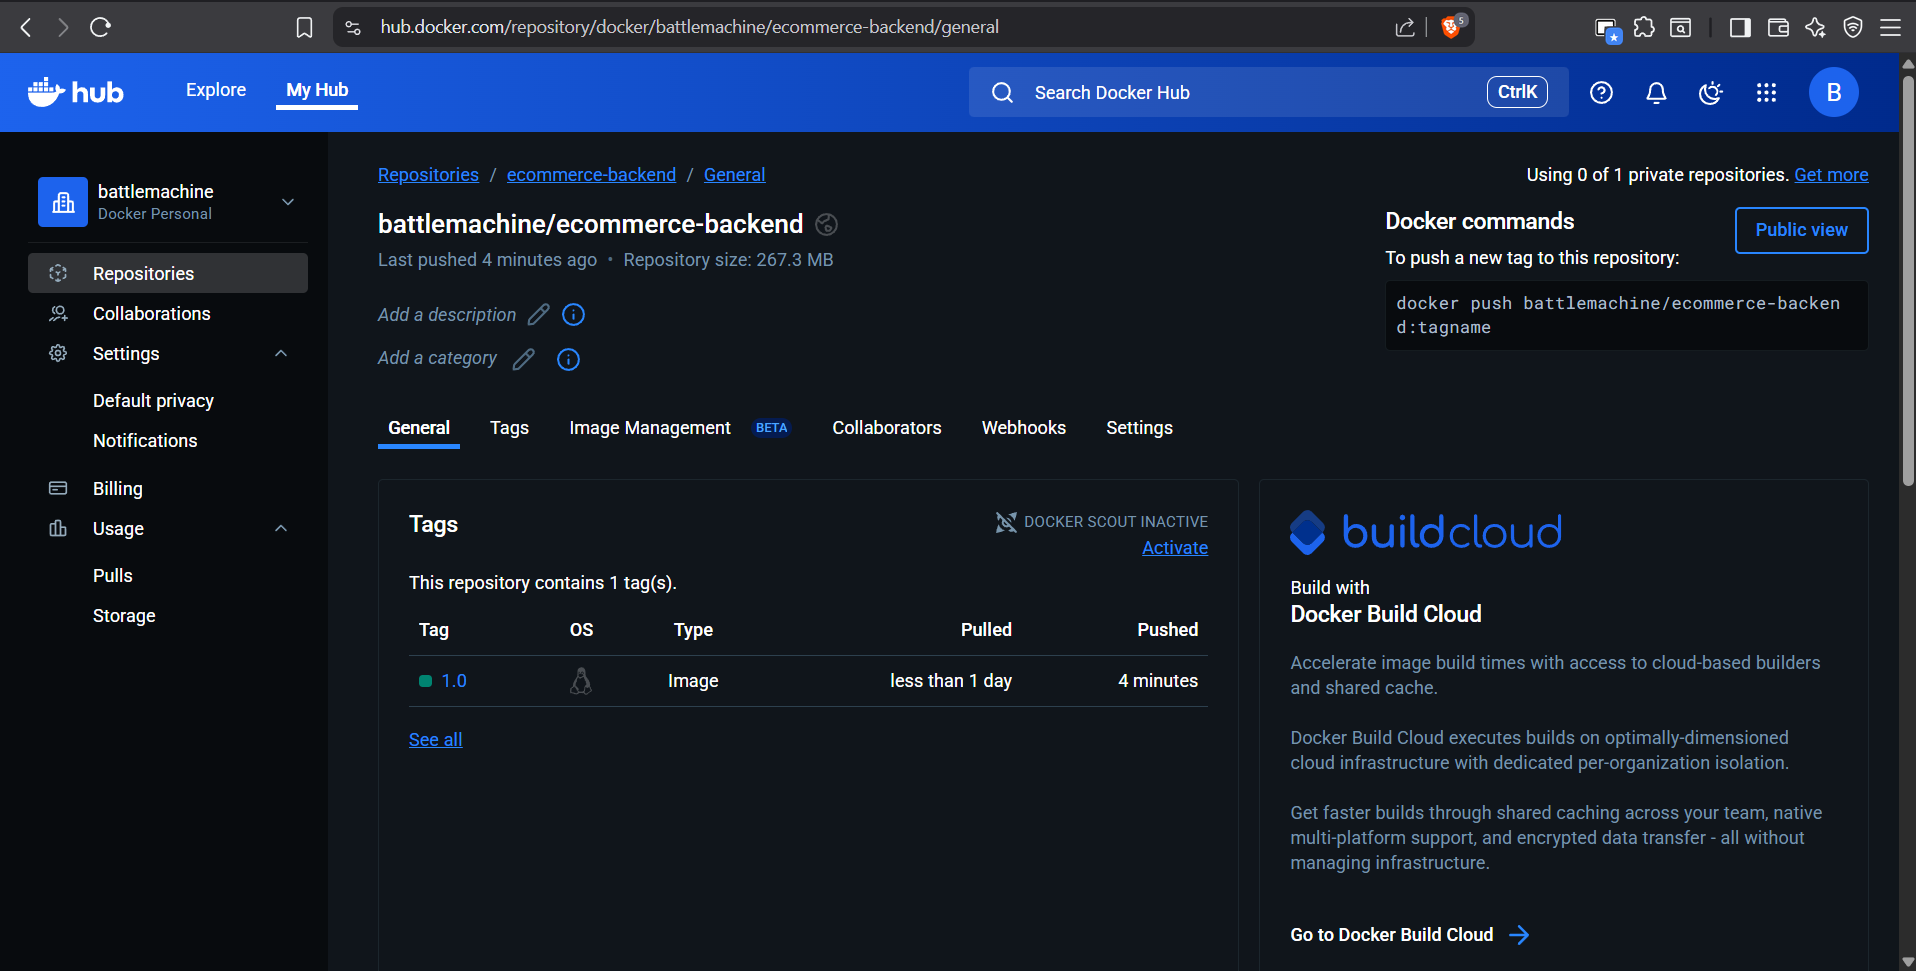 hub.docker.com/repository/docker/battlemachine/ecommerce-backend/general
5
hub
Explore
My Hub
Search Docker Hub
CtrlK
B
battlemachine
Docker Personal
Repositories
Collaborations
Settings
Default privacy
Notifications
Billing
Usage
Pulls
Storage
Repositories / ecommerce-backend / General
Using 0 of 1 private repositories. Get more
battlemachine/ecommerce-backend
Last pushed 4 minutes ago • Repository size: 267.3 MB
Add a description
Add a category
Docker commands
Public view
To push a new tag to this repository:
docker push battlemachine/ecommerce-backen
d:tagname
General
Tags
Image Management BETA
Collaborators
Webhooks
Settings
Tags
DOCKER SCOUT INACTIVE
Activate
This repository contains 1 tag(s).
Tag OS Type Pulled Pushed
1.0 Image less than 1 day 4 minutes
See all
buildcloud
Build with
Docker Build Cloud
Accelerate image build times with access to cloud-based builders
and shared cache.
Docker Build Cloud executes builds on optimally-dimensioned
cloud infrastructure with dedicated per-organization isolation.
Get faster builds through shared caching across your team, native
multi-platform support, and encrypted data transfer - all without
managing infrastructure.
Go to Docker Build Cloud